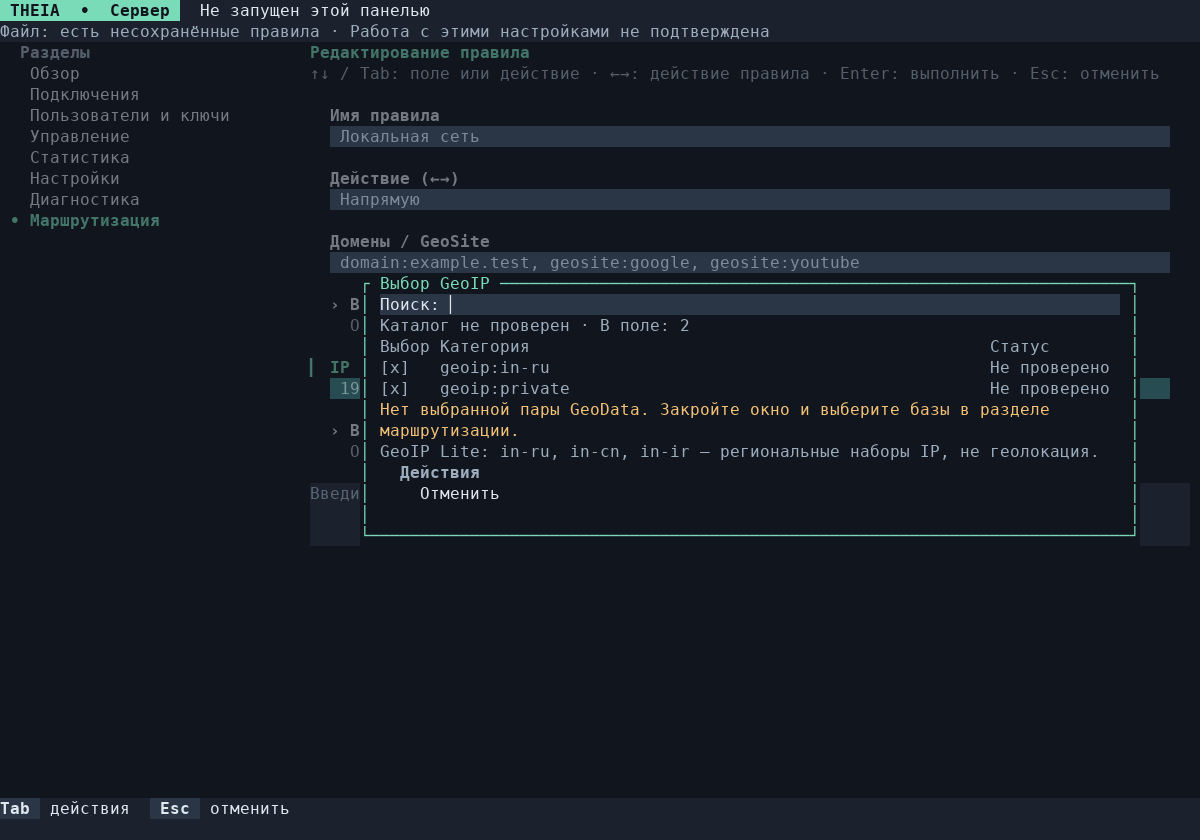 THEIA • Сервер Не запущен этой панелью
Файл: есть несохранённые правила · Работа с этими настройками не подтверждена
Разделы
Обзор
Подключения
Пользователи и ключи
Управление
Статистика
Настройки
Диагностика
• Маршрутизация
Редактирование правила
↑↓ / Tab: поле или действие · ←→: действие правила · Enter: выполнить · Esc: отменить
Имя правила
Локальная сеть
Действие (←→)
Напрямую
Домены / GeoSite
domain:example.test, geosite:google, geosite:youtube
› В
О
IP
19
› В
О
Введи
Выбор GeoIP
Поиск:
Каталог не проверен · В поле: 2
Выбор Категория Статус
[x] geoip:in-ru Не проверено
[x] geoip:private Не проверено
Нет выбранной пары GeoData. Закройте окно и выберите базы в разделе
маршрутизации.
GeoIP Lite: in-ru, in-cn, in-ir — региональные наборы IP, не геолокация.
Действия
Отменить
Tab действия Esc отменить